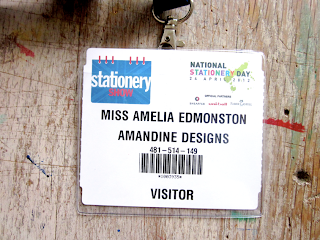 stationery
NATIONAL
STATIONERY DAY
MISS AMELIA EDMONSTON
AMANDINE DESIGNS
481-514-149
VISITOR